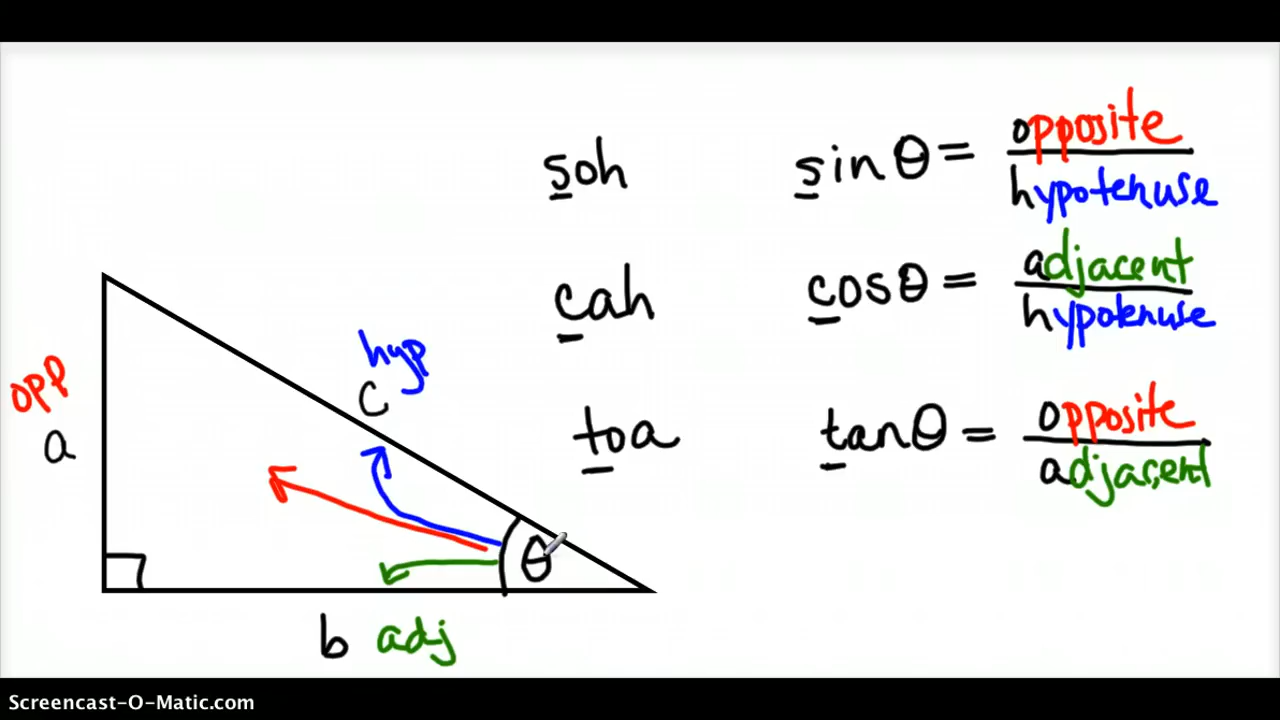 soh sinθ = opposite
hypotenuse
cah cosθ = adjacent
hypotenuse
toa tanθ = opposite
adjacent
hyp
opp
c
a
θ
b adj
Screencast-O-Matic.com